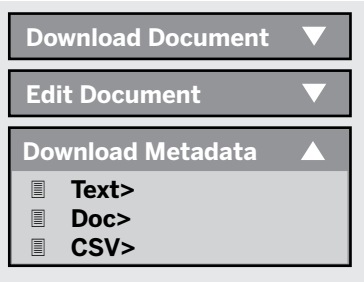 Download Document
Edit Document
Download Metadata
Text>
Doc>
CSV>